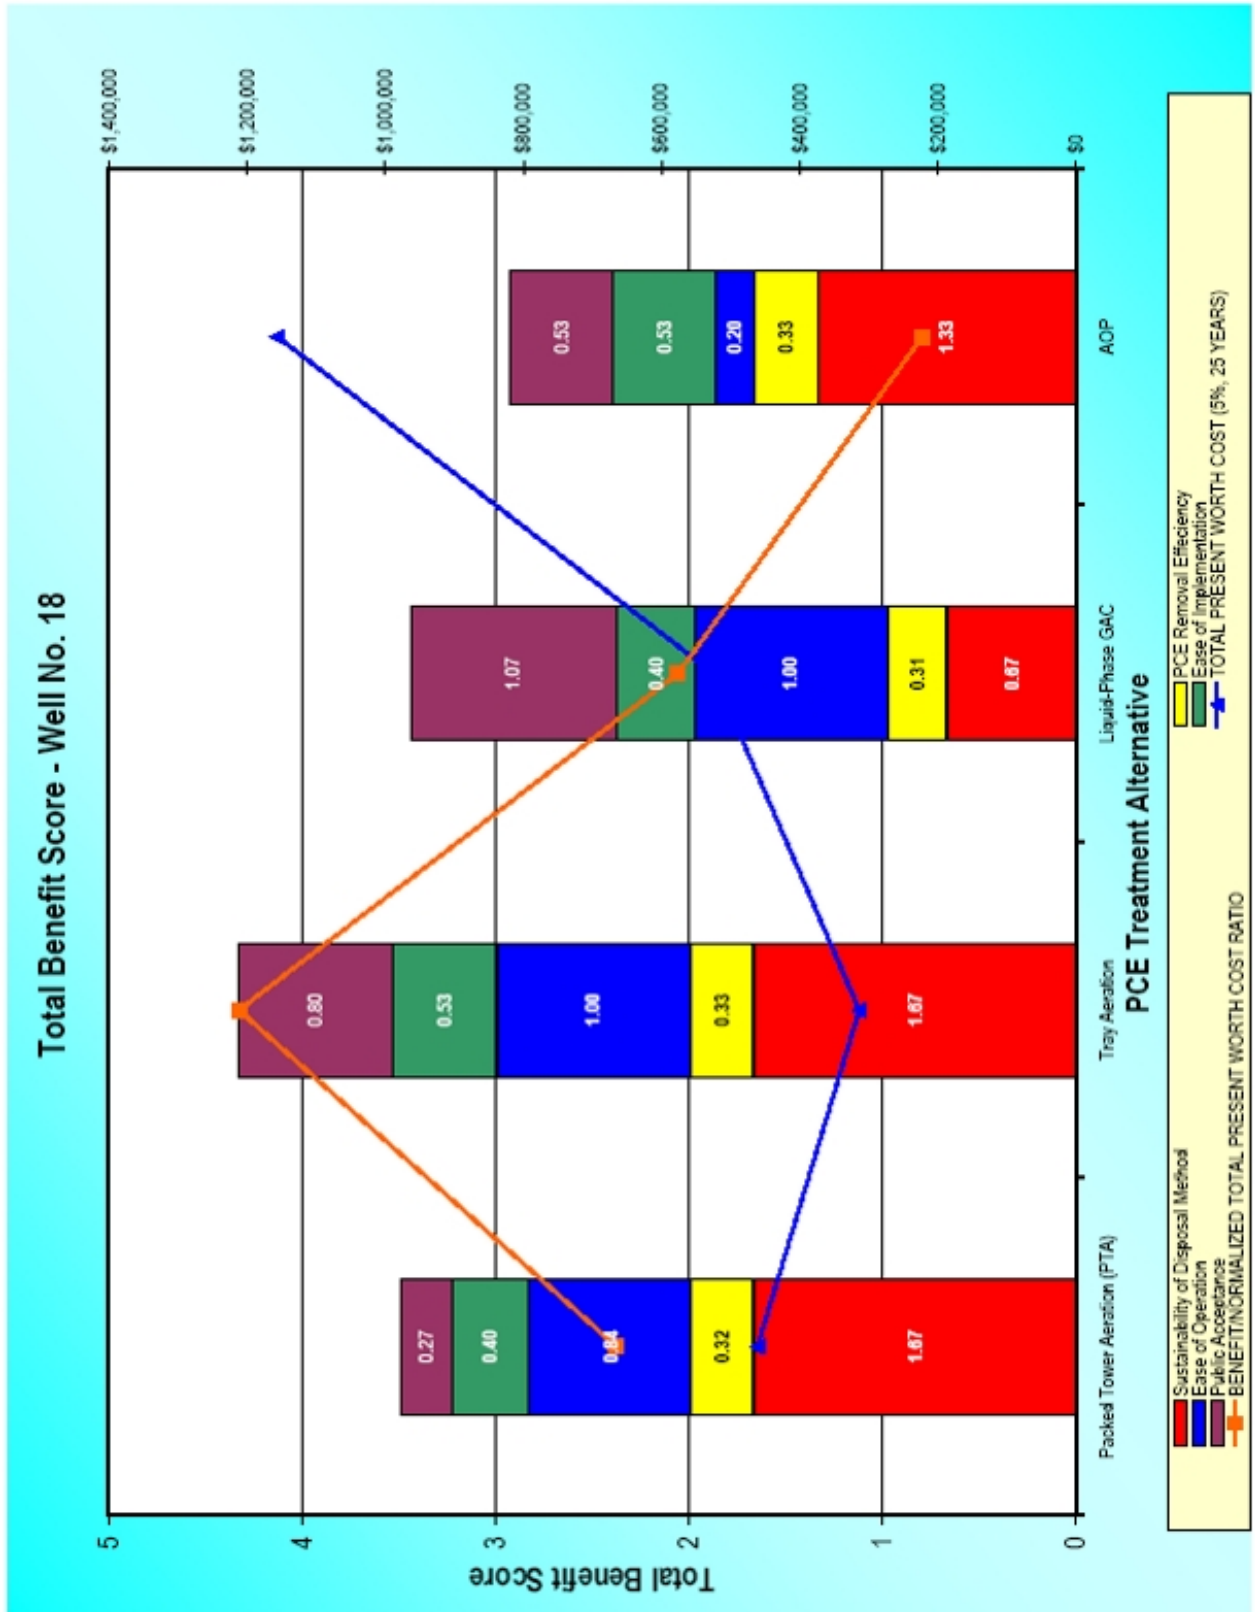 Total Benefit Score - Well No. 18
5
4
3
2
1
0
Total Benefit Score
$1,400,000
$1,200,000
$1,000,000
$800,000
$600,000
$400,000
$200,000
$0
0.27
0.40
0.84
0.32
1.67
0.80
0.53
1.00
0.33
1.67
1.07
0.40
1.00
0.31
0.67
0.53
0.53
0.20
0.33
1.33
Packed Tower Aeration (PTA)
Tray Aeration
Liquid-Phase GAC
AOP
PCE Treatment Alternative
Sustainability of Disposal Method
PCE Removal Effeciency
Ease of Operation
Ease of Implementation
Public Acceptance
TOTAL PRESENT WORTH COST (5%, 25 YEARS)
BENEFIT/NORMALIZED TOTAL PRESENT WORTH COST RATIO